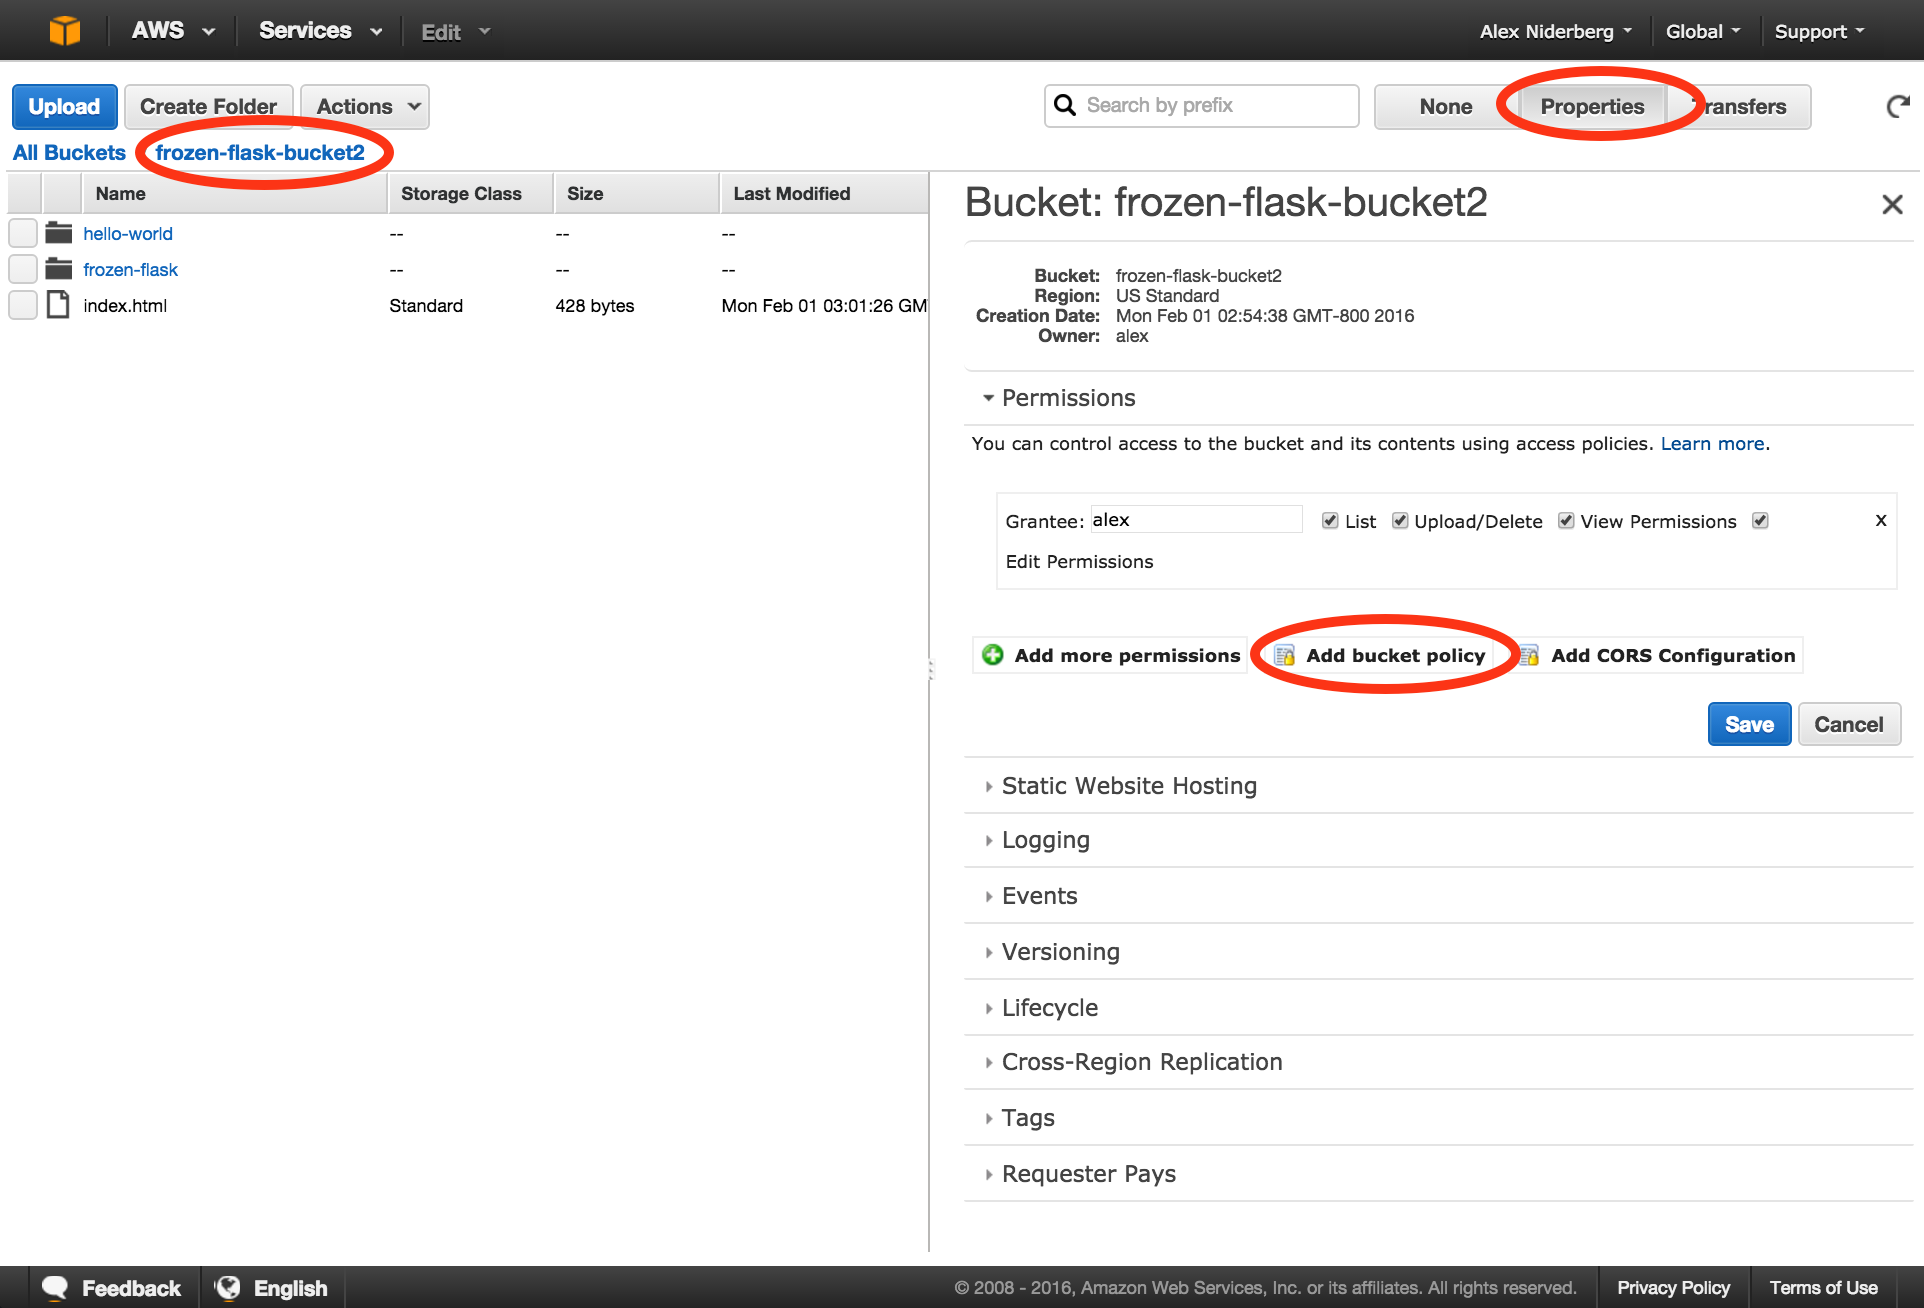 AWS Services Edit Alex Niderberg Global Support
Upload Create Folder Actions Search by prefix None Properties Transfers
All Buckets frozen-flask-bucket2
Name Storage Class Size Last Modified
hello-world -- -- --
frozen-flask -- -- --
index.html Standard 428 bytes Mon Feb 01 03:01:26 GM
Bucket: frozen-flask-bucket2
Bucket: frozen-flask-bucket2
Region: US Standard
Creation Date: Mon Feb 01 02:54:38 GMT-800 2016
Owner: alex
Permissions
You can control access to the bucket and its contents using access policies. Learn more.
Grantee: alex List Upload/Delete View Permissions x
Edit Permissions
Add more permissions Add bucket policy Add CORS Configuration
Save Cancel
Static Website Hosting
Logging
Events
Versioning
Lifecycle
Cross-Region Replication
Tags
Requester Pays
Feedback English © 2008 - 2016, Amazon Web Services, Inc. or its affiliates. All rights reserved. Privacy Policy Terms of Use